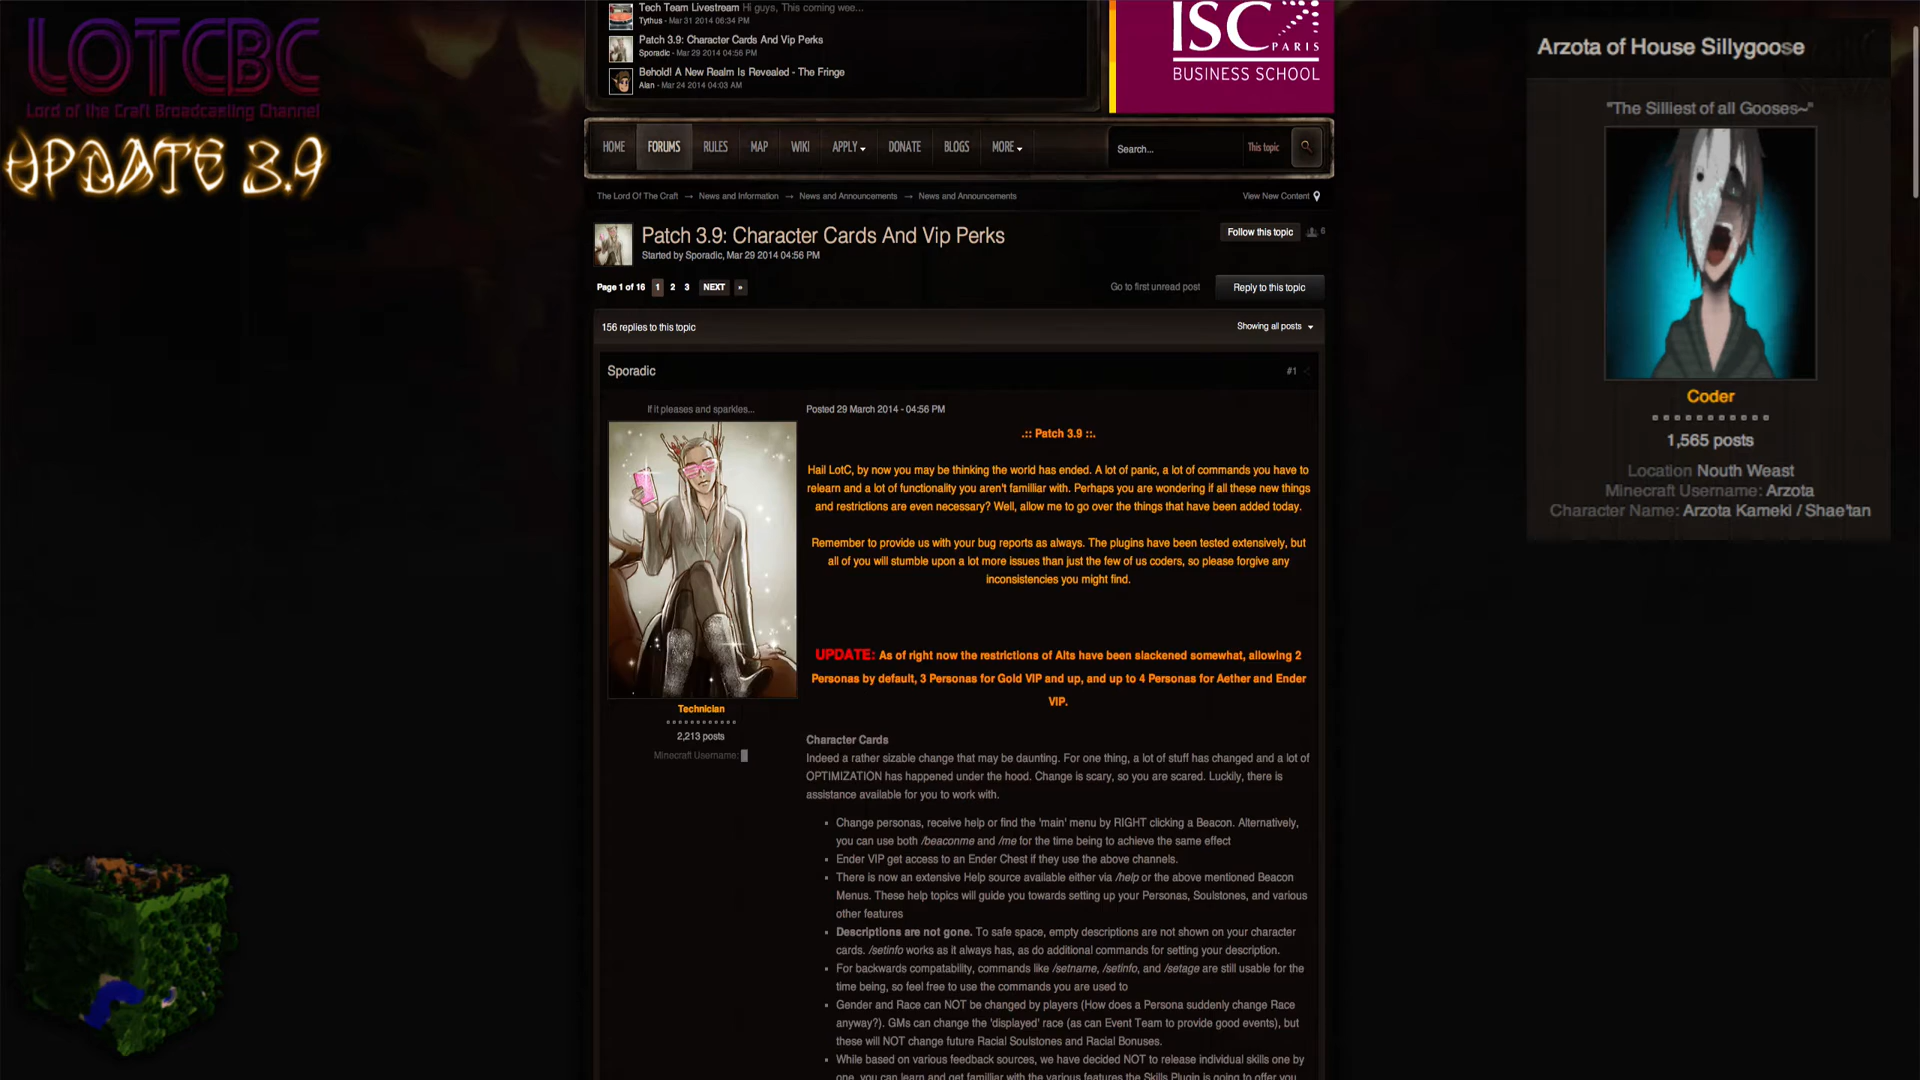 LOTCBC
Lord of the Craft Broadcasting Channel
UPDATE 3.9
Tech Team Livestream Hi guys, This coming wee...
Tythus - Mar 31 2014 06:34 PM
Patch 3.9: Character Cards And Vip Perks
Sporadic - Mar 29 2014 04:56 PM
Behold! A New Realm Is Revealed - The Fringe
Alan - Mar 24 2014 04:03 AM
ISC
PARIS
BUSINESS SCHOOL
HOME FORUMS RULES MAP WIKI APPLY DONATE BLOGS MORE Search... This topic
The Lord Of The Craft → News and Information → News and Announcements → News and Announcements View New Content
Patch 3.9: Character Cards And Vip Perks
Started by Sporadic, Mar 29 2014 04:56 PM
Follow this topic 6
Page 1 of 16 1 2 3 NEXT »
Go to first unread post Reply to this topic
156 replies to this topic Showing all posts
Sporadic #1
If it pleases and sparkles...
Technician
2,213 posts
Minecraft Username:
Posted 29 March 2014 - 04:56 PM
.:: Patch 3.9 ::.
Hail LotC, by now you may be thinking the world has ended. A lot of panic, a lot of commands you have to
relearn and a lot of functionality you aren't familliar with. Perhaps you are wondering if all these new things
and restrictions are even necessary? Well, allow me to go over the things that have been added today.
Remember to provide us with your bug reports as always. The plugins have been tested extensively, but
all of you will stumble upon a lot more issues than just the few of us coders, so please forgive any
inconsistencies you might find.
UPDATE: As of right now the restrictions of Alts have been slackened somewhat, allowing 2
Personas by default, 3 Personas for Gold VIP and up, and up to 4 Personas for Aether and Ender
VIP.
Character Cards
Indeed a rather sizable change that may be daunting. For one thing, a lot of stuff has changed and a lot of
OPTIMIZATION has happened under the hood. Change is scary, so you are scared. Luckily, there is
assistance available for you to work with.
Change personas, receive help or find the 'main' menu by RIGHT clicking a Beacon. Alternatively,
you can use both /beaconme and /me for the time being to achieve the same effect
Ender VIP get access to an Ender Chest if they use the above channels.
There is now an extensive Help source available either via /help or the above mentioned Beacon
Menus. These help topics will guide you towards setting up your Personas, Soulstones, and various
other features
Descriptions are not gone. To safe space, empty descriptions are not shown on your character
cards. /setinfo works as it always has, as do additional commands for setting your description.
For backwards compatability, commands like /setname, /setinfo, and /setage are still usable for the
time being, so feel free to use the commands you are used to
Gender and Race can NOT be changed by players (How does a Persona suddenly change Race
anyway?). GMs can change the 'displayed' race (as can Event Team to provide good events), but
these will NOT change future Racial Soulstones and Racial Bonuses.
While based on various feedback sources, we have decided NOT to release individual skills one by
one, you can learn and get familiar with the various features the Skills Plugin is going to offer you
Arzota of House Sillygoose
"The Silliest of all Gooses~"
Coder
1,565 posts
Location Nouth Weast
Minecraft Username: Arzota
Character Name: Arzota Kameki / Shae'tan